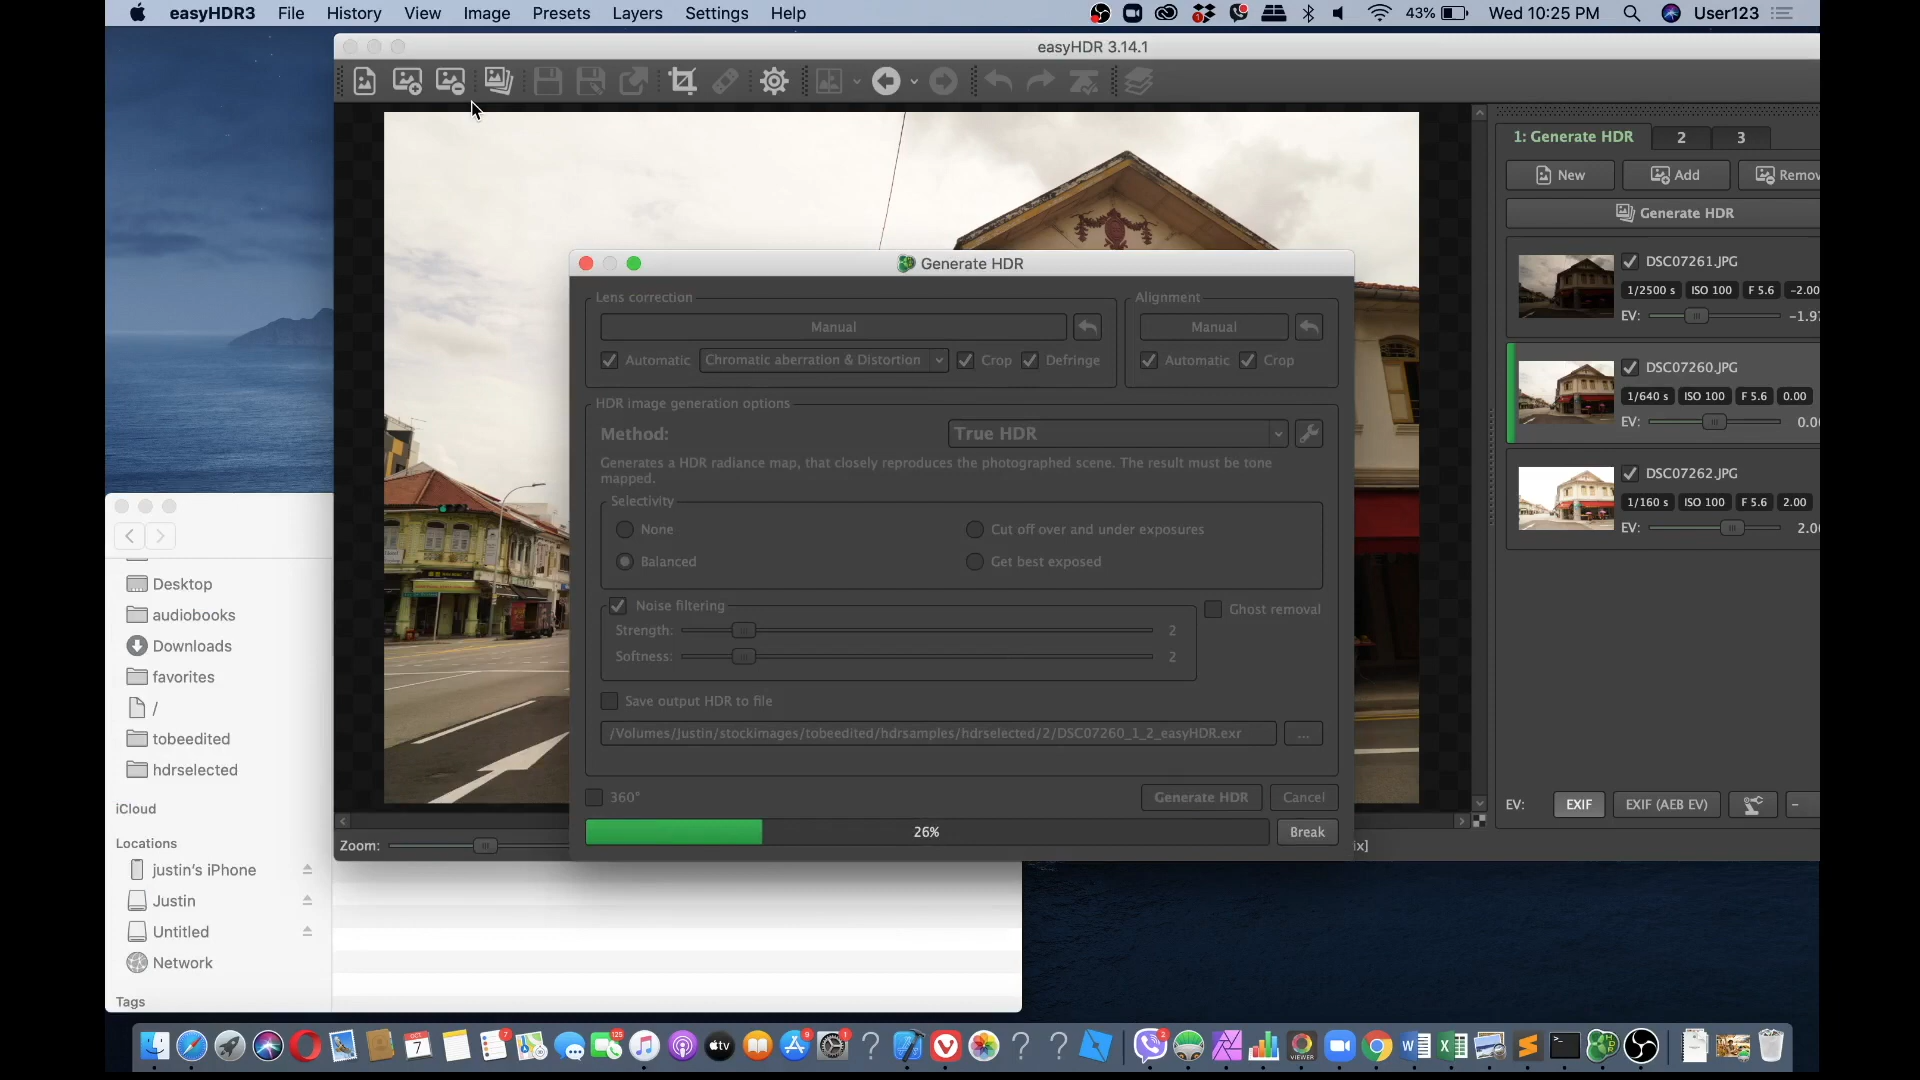 easyHDR3 File History View Image Presets Layers Settings Help 43% Wed 10:25 PM User123
easyHDR 3.14.1
1: Generate HDR 2 3
New Add Remov
Generate HDR
DSC07261.JPG
1/2500 s ISO 100 F 5.6 -2.00
EV: -1.97
DSC07260.JPG
1/640 s ISO 100 F 5.6 0.00
EV: 0.00
DSC07262.JPG
1/160 s ISO 100 F 5.6 2.00
EV: 2.00
EV: EXIF EXIF (AEB EV) -
Generate HDR
Lens correction
Manual
Automatic Chromatic aberration & Distortion Crop Defringe
Alignment
Manual
Automatic Crop
HDR image generation options
Method: True HDR
Generates a HDR radiance map, that closely reproduces the photographed scene. The result must be tone
mapped.
Selectivity
None Cut off over and under exposures
Balanced Get best exposed
Noise filtering Ghost removal
Strength: 2
Softness: 2
Save output HDR to file
/Volumes/Justin/stockimages/tobeedited/hdrsamples/hdrselected/2/DSC07260_1_2_easyHDR.exr ...
360° Generate HDR Cancel
26% Break
Zoom: ix]
Desktop
audiobooks
Downloads
favorites
/
tobeedited
hdrselected
iCloud
Locations
justin's iPhone
Justin
Untitled
Network
Tags